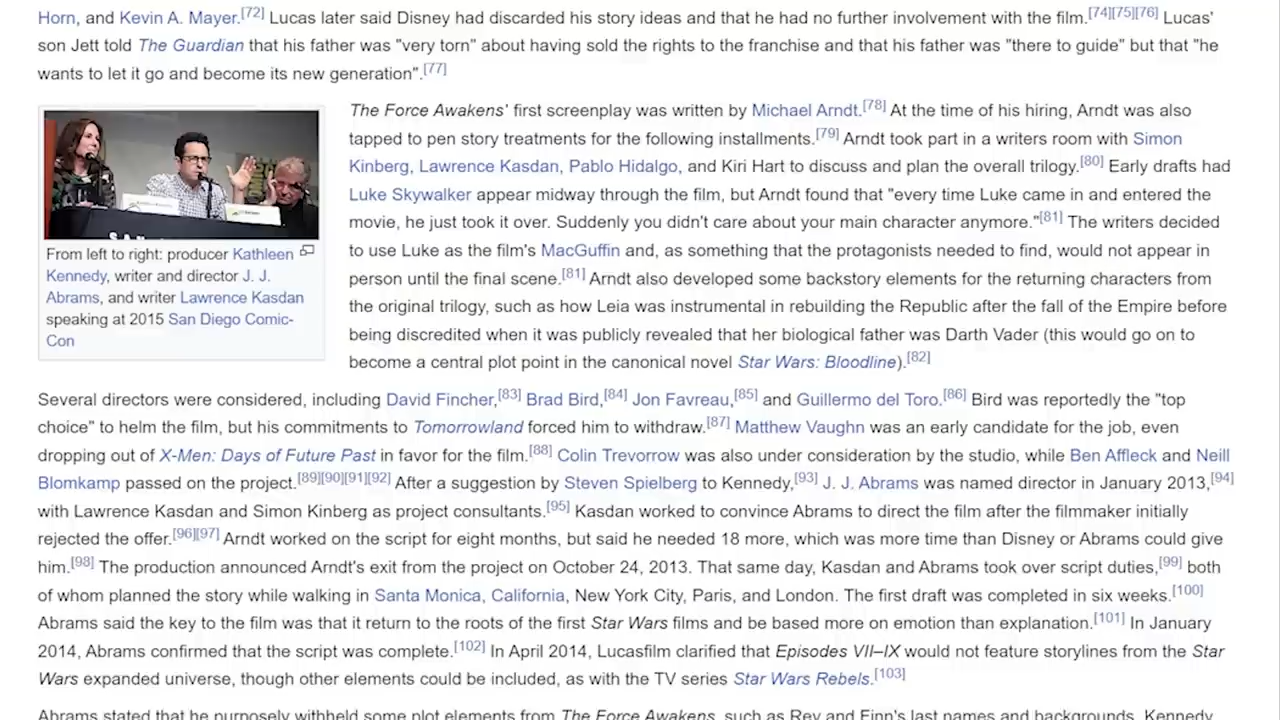 Horn, and Kevin A. Mayer.[72] Lucas later said Disney had discarded his story ideas and that he had no further involvement with the film.[74][75][76] Lucas'
son Jett told The Guardian that his father was "very torn" about having sold the rights to the franchise and that his father was "there to guide" but that "he
wants to let it go and become its new generation".[77]
The Force Awakens' first screenplay was written by Michael Arndt.[78] At the time of his hiring, Arndt was also
tapped to pen story treatments for the following installments.[79] Arndt took part in a writers room with Simon
Kinberg, Lawrence Kasdan, Pablo Hidalgo, and Kiri Hart to discuss and plan the overall trilogy.[80] Early drafts had
Luke Skywalker appear midway through the film, but Arndt found that "every time Luke came in and entered the
movie, he just took it over. Suddenly you didn't care about your main character anymore."[81] The writers decided
to use Luke as the film's MacGuffin and, as something that the protagonists needed to find, would not appear in
person until the final scene.[81] Arndt also developed some backstory elements for the returning characters from
the original trilogy, such as how Leia was instrumental in rebuilding the Republic after the fall of the Empire before
being discredited when it was publicly revealed that her biological father was Darth Vader (this would go on to
become a central plot point in the canonical novel Star Wars: Bloodline).[82]
From left to right: producer Kathleen
Kennedy, writer and director J. J.
Abrams, and writer Lawrence Kasdan
speaking at 2015 San Diego Comic-
Con
Several directors were considered, including David Fincher,[83] Brad Bird,[84] Jon Favreau,[85] and Guillermo del Toro.[86] Bird was reportedly the "top
choice" to helm the film, but his commitments to Tomorrowland forced him to withdraw.[87] Matthew Vaughn was an early candidate for the job, even
dropping out of X-Men: Days of Future Past in favor for the film.[88] Colin Trevorrow was also under consideration by the studio, while Ben Affleck and Neill
Blomkamp passed on the project.[89][90][91][92] After a suggestion by Steven Spielberg to Kennedy,[93] J. J. Abrams was named director in January 2013,[94]
with Lawrence Kasdan and Simon Kinberg as project consultants.[95] Kasdan worked to convince Abrams to direct the film after the filmmaker initially
rejected the offer.[96][97] Arndt worked on the script for eight months, but said he needed 18 more, which was more time than Disney or Abrams could give
him.[98] The production announced Arndt's exit from the project on October 24, 2013. That same day, Kasdan and Abrams took over script duties,[99] both
of whom planned the story while walking in Santa Monica, California, New York City, Paris, and London. The first draft was completed in six weeks.[100]
Abrams said the key to the film was that it return to the roots of the first Star Wars films and be based more on emotion than explanation.[101] In January
2014, Abrams confirmed that the script was complete.[102] In April 2014, Lucasfilm clarified that Episodes VII–IX would not feature storylines from the Star
Wars expanded universe, though other elements could be included, as with the TV series Star Wars Rebels.[103]
Abrams stated that he purposely withheld some plot elements from The Force Awakens, such as Rey and Finn's last names and backgrounds. Kennedy